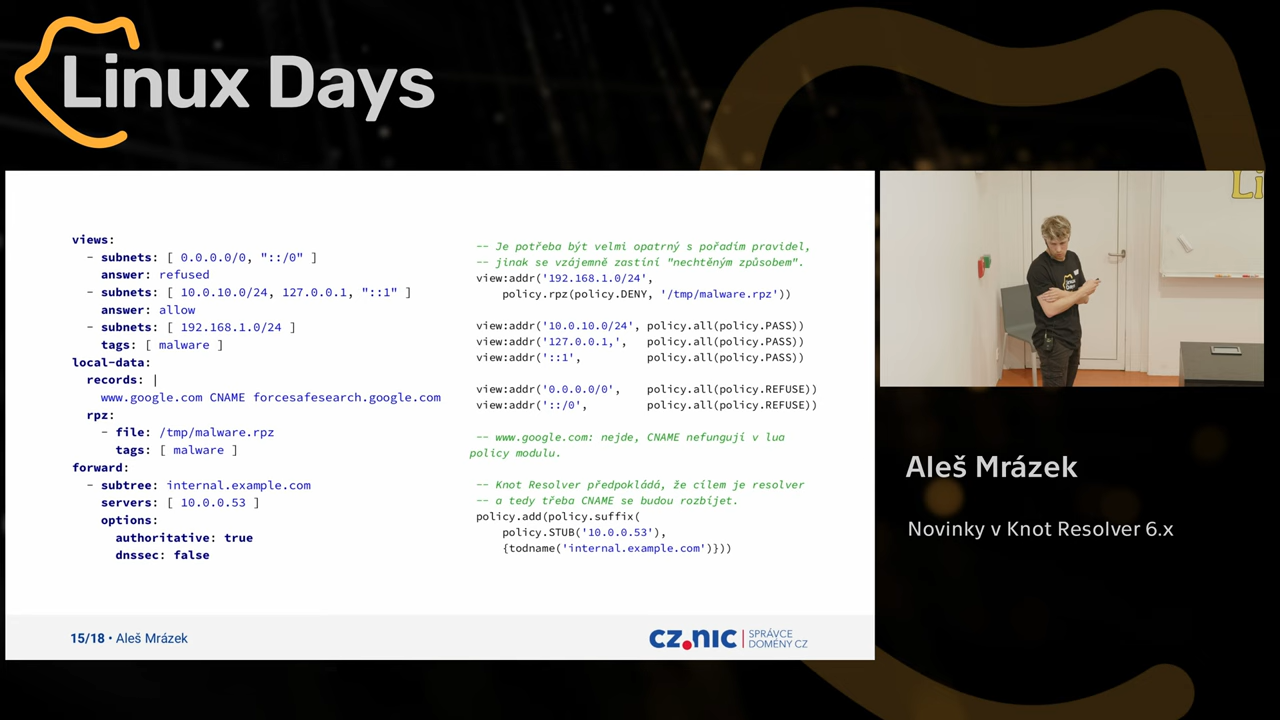 Linux Days
views:
- subnets: [ 0.0.0.0/0, "::/0" ]
answer: refused
- subnets: [ 10.0.10.0/24, 127.0.0.1, "::1" ]
answer: allow
- subnets: [ 192.168.1.0/24 ]
tags: [ malware ]
local-data:
records: |
www.google.com CNAME forcesafesearch.google.com
rpz:
- file: /tmp/malware.rpz
tags: [ malware ]
forward:
- subtree: internal.example.com
servers: [ 10.0.0.53 ]
options:
authoritative: true
dnssec: false
-- Je potřeba být velmi opatrný s pořadím pravidel,
-- jinak se vzájemně zastíní "nechtěným způsobem".
view:addr('192.168.1.0/24',
policy.rpz(policy.DENY, '/tmp/malware.rpz'))
view:addr('10.0.10.0/24', policy.all(policy.PASS))
view:addr('127.0.0.1,', policy.all(policy.PASS))
view:addr('::1', policy.all(policy.PASS))
view:addr('0.0.0.0/0', policy.all(policy.REFUSE))
view:addr('::/0', policy.all(policy.REFUSE))
-- www.google.com: nejde, CNAME nefungují v lua
policy modulu.
-- Knot Resolver předpokládá, že cílem je resolver
-- a tedy třeba CNAME se budou rozbíjet.
policy.add(policy.suffix(
policy.STUB('10.0.0.53'),
{todname('internal.example.com')}))
15/18 • Aleš Mrázek
cz.nic
SPRÁVCE
DOMÉNY CZ
Li
Linux
Days
Aleš Mrázek
Novinky v Knot Resolver 6.x